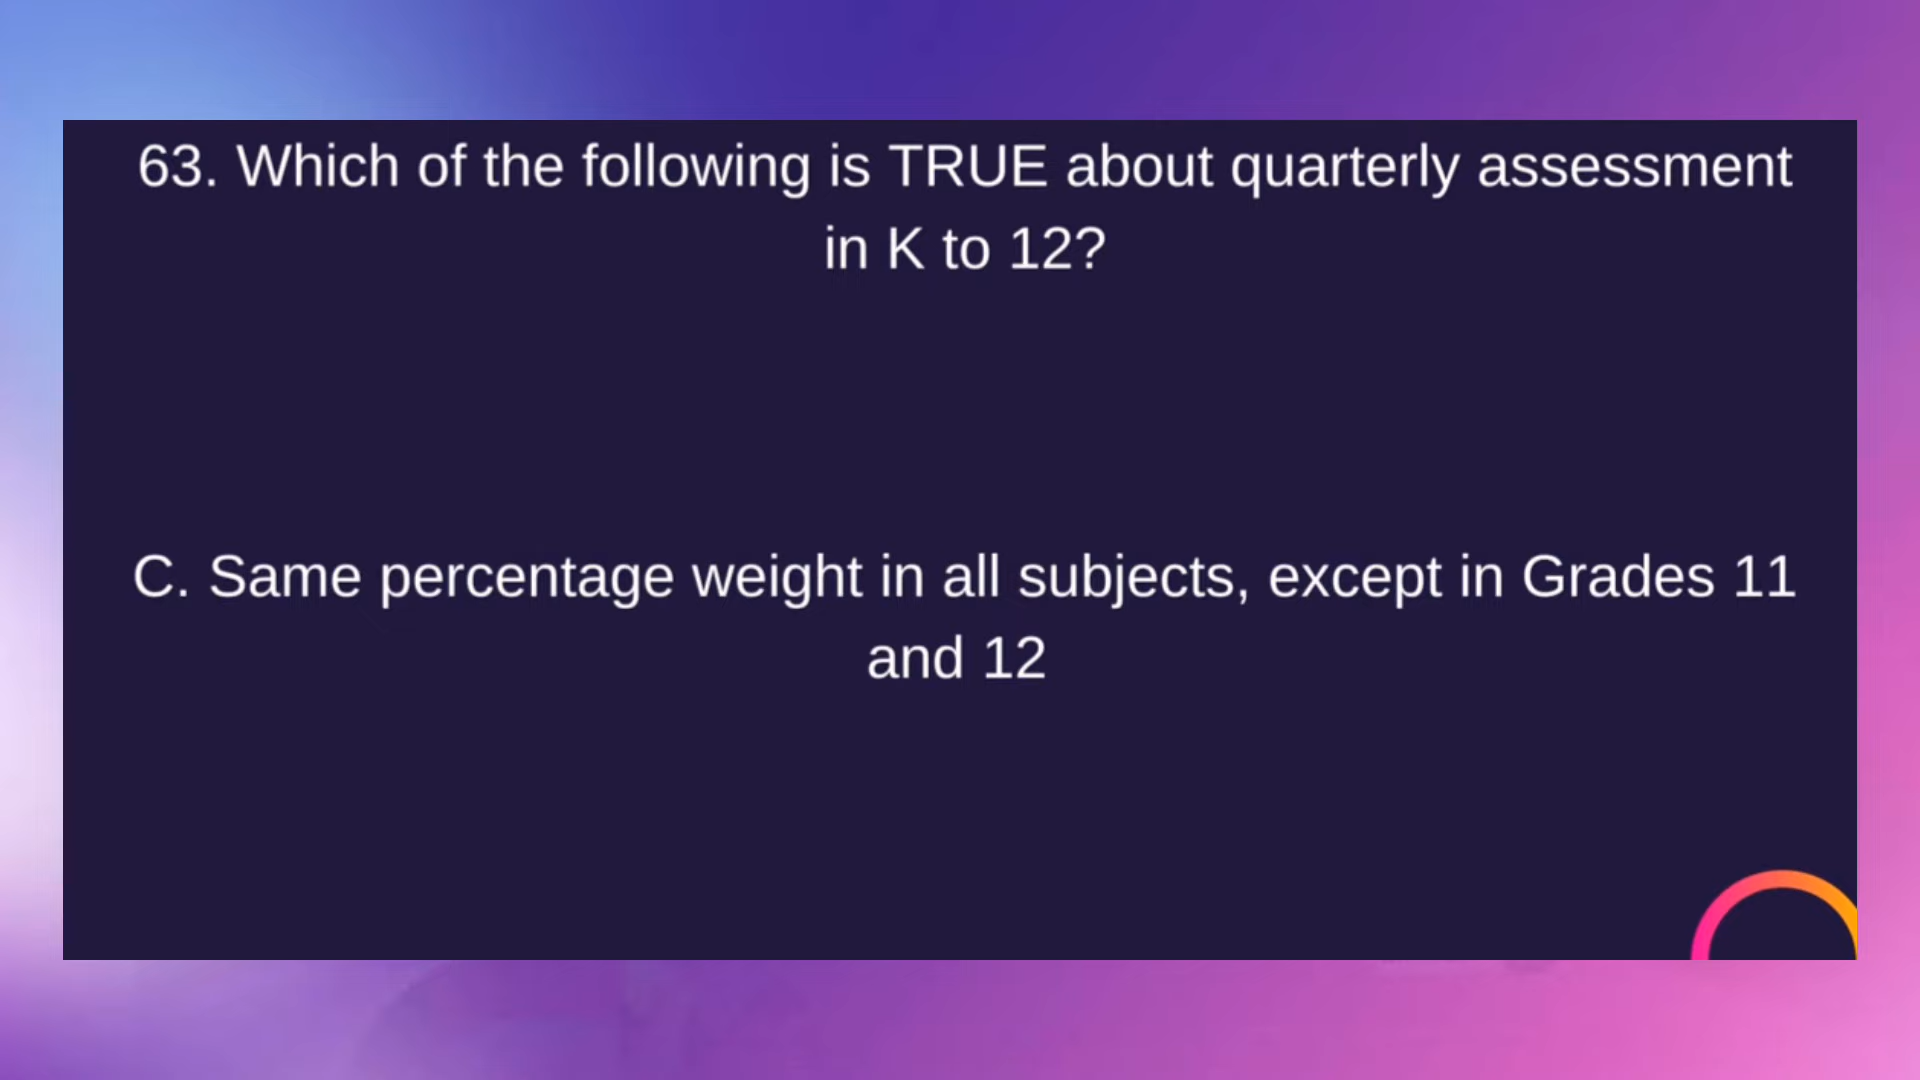 63. Which of the following is TRUE about quarterly assessment
in K to 12?
C. Same percentage weight in all subjects, except in Grades 11
and 12